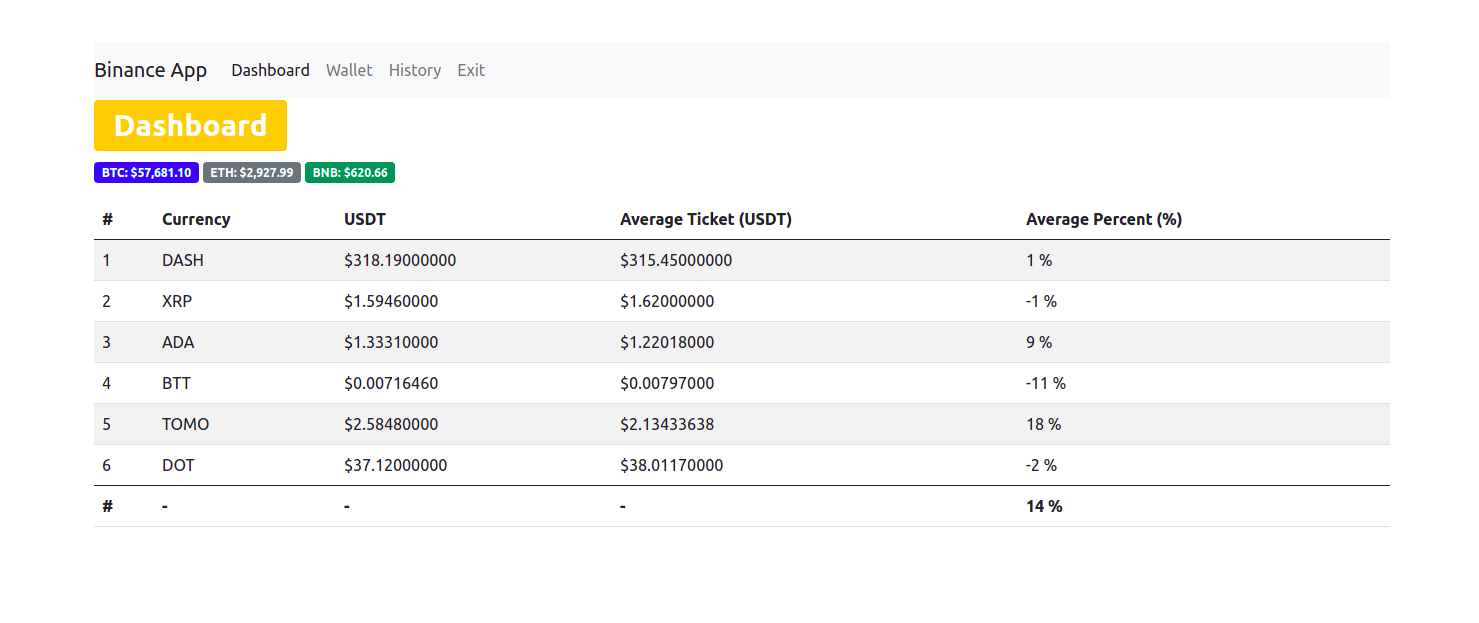 Binance App Dashboard Wallet History Exit
Dashboard
BTC: $57,681.10 ETH: $2,927.99 BNB: $620.66
# Currency USDT Average Ticket (USDT) Average Percent (%)
1 DASH $318.19000000 $315.45000000 1 %
2 XRP $1.59460000 $1.62000000 -1 %
3 ADA $1.33310000 $1.22018000 9 %
4 BTT $0.00716460 $0.00797000 -11 %
5 TOMO $2.58480000 $2.13433638 18 %
6 DOT $37.12000000 $38.01170000 -2 %
# - - - 14 %